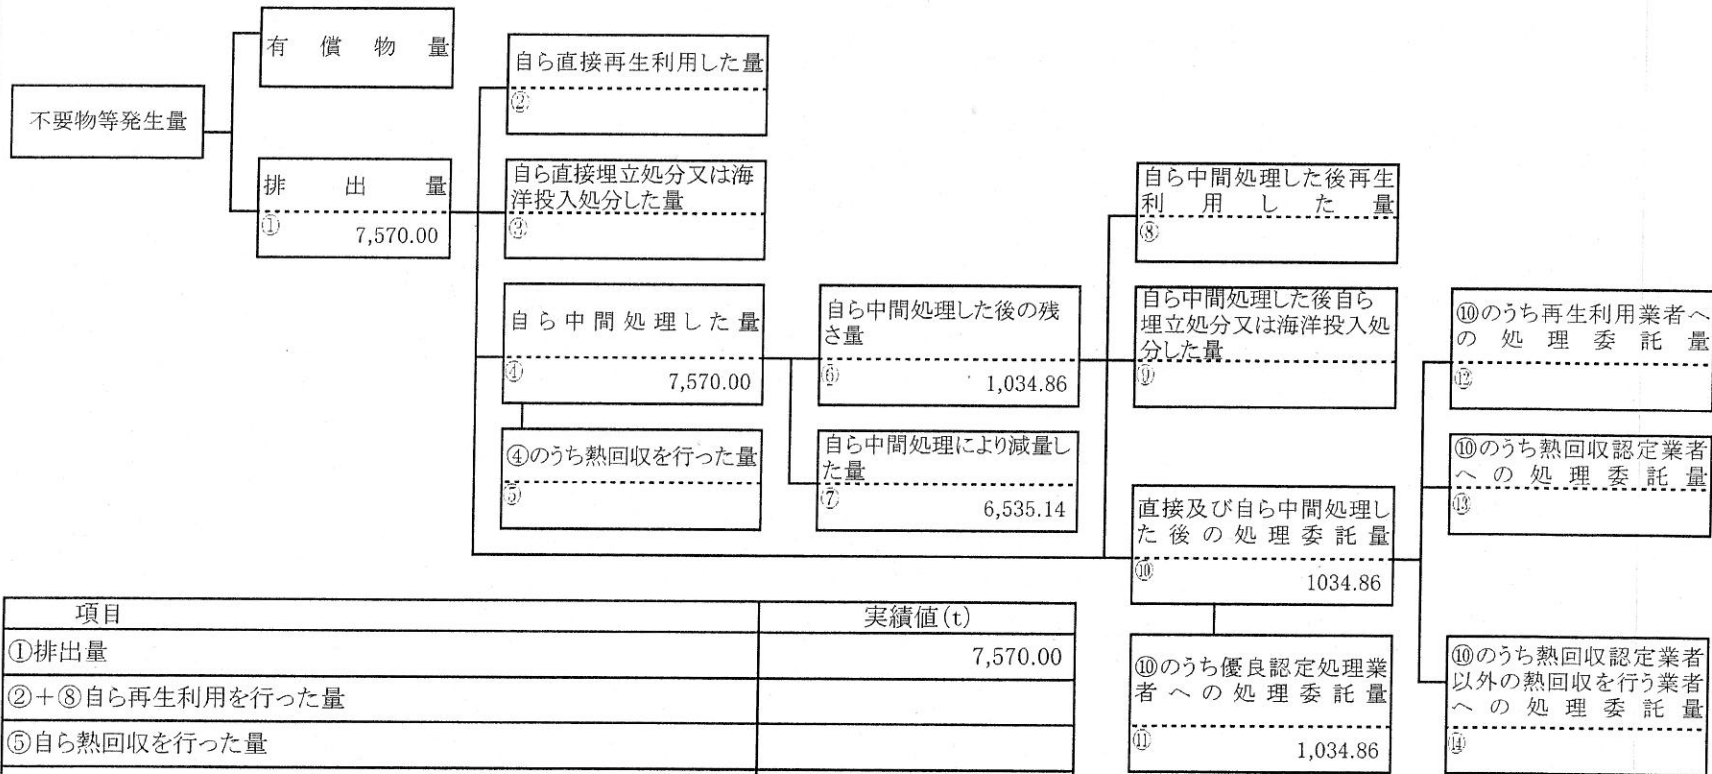 有償物量
不要物等発生量
排出量
①
7,570.00
自ら直接再生利用した量
②
自ら直接埋立処分又は海
洋投入処分した量
③
自ら中間処理した量
④
7,570.00
④のうち熱回収を行った量
⑤
自ら中間処理した後の残
さ量
⑥
1,034.86
自ら中間処理により減量し
た量
⑦
6,535.14
自ら中間処理した後再生
利用した量
⑧
自ら中間処理した後自ら
埋立処分又は海洋投入処
分した量
⑨
直接及び自ら中間処理し
た後の処理委託量
⑩
1034.86
⑩のうち優良認定処理業
者への処理委託量
⑪
1,034.86
⑩のうち再生利用業者へ
の処理委託量
⑫
⑩のうち熱回収認定業者
への処理委託量
⑬
⑩のうち熱回収認定業者
以外の熱回収を行う業者
への処理委託量
⑭
項目 実績値(t)
①排出量 7,570.00
②+⑧自ら再生利用を行った量
⑤自ら熱回収を行った量